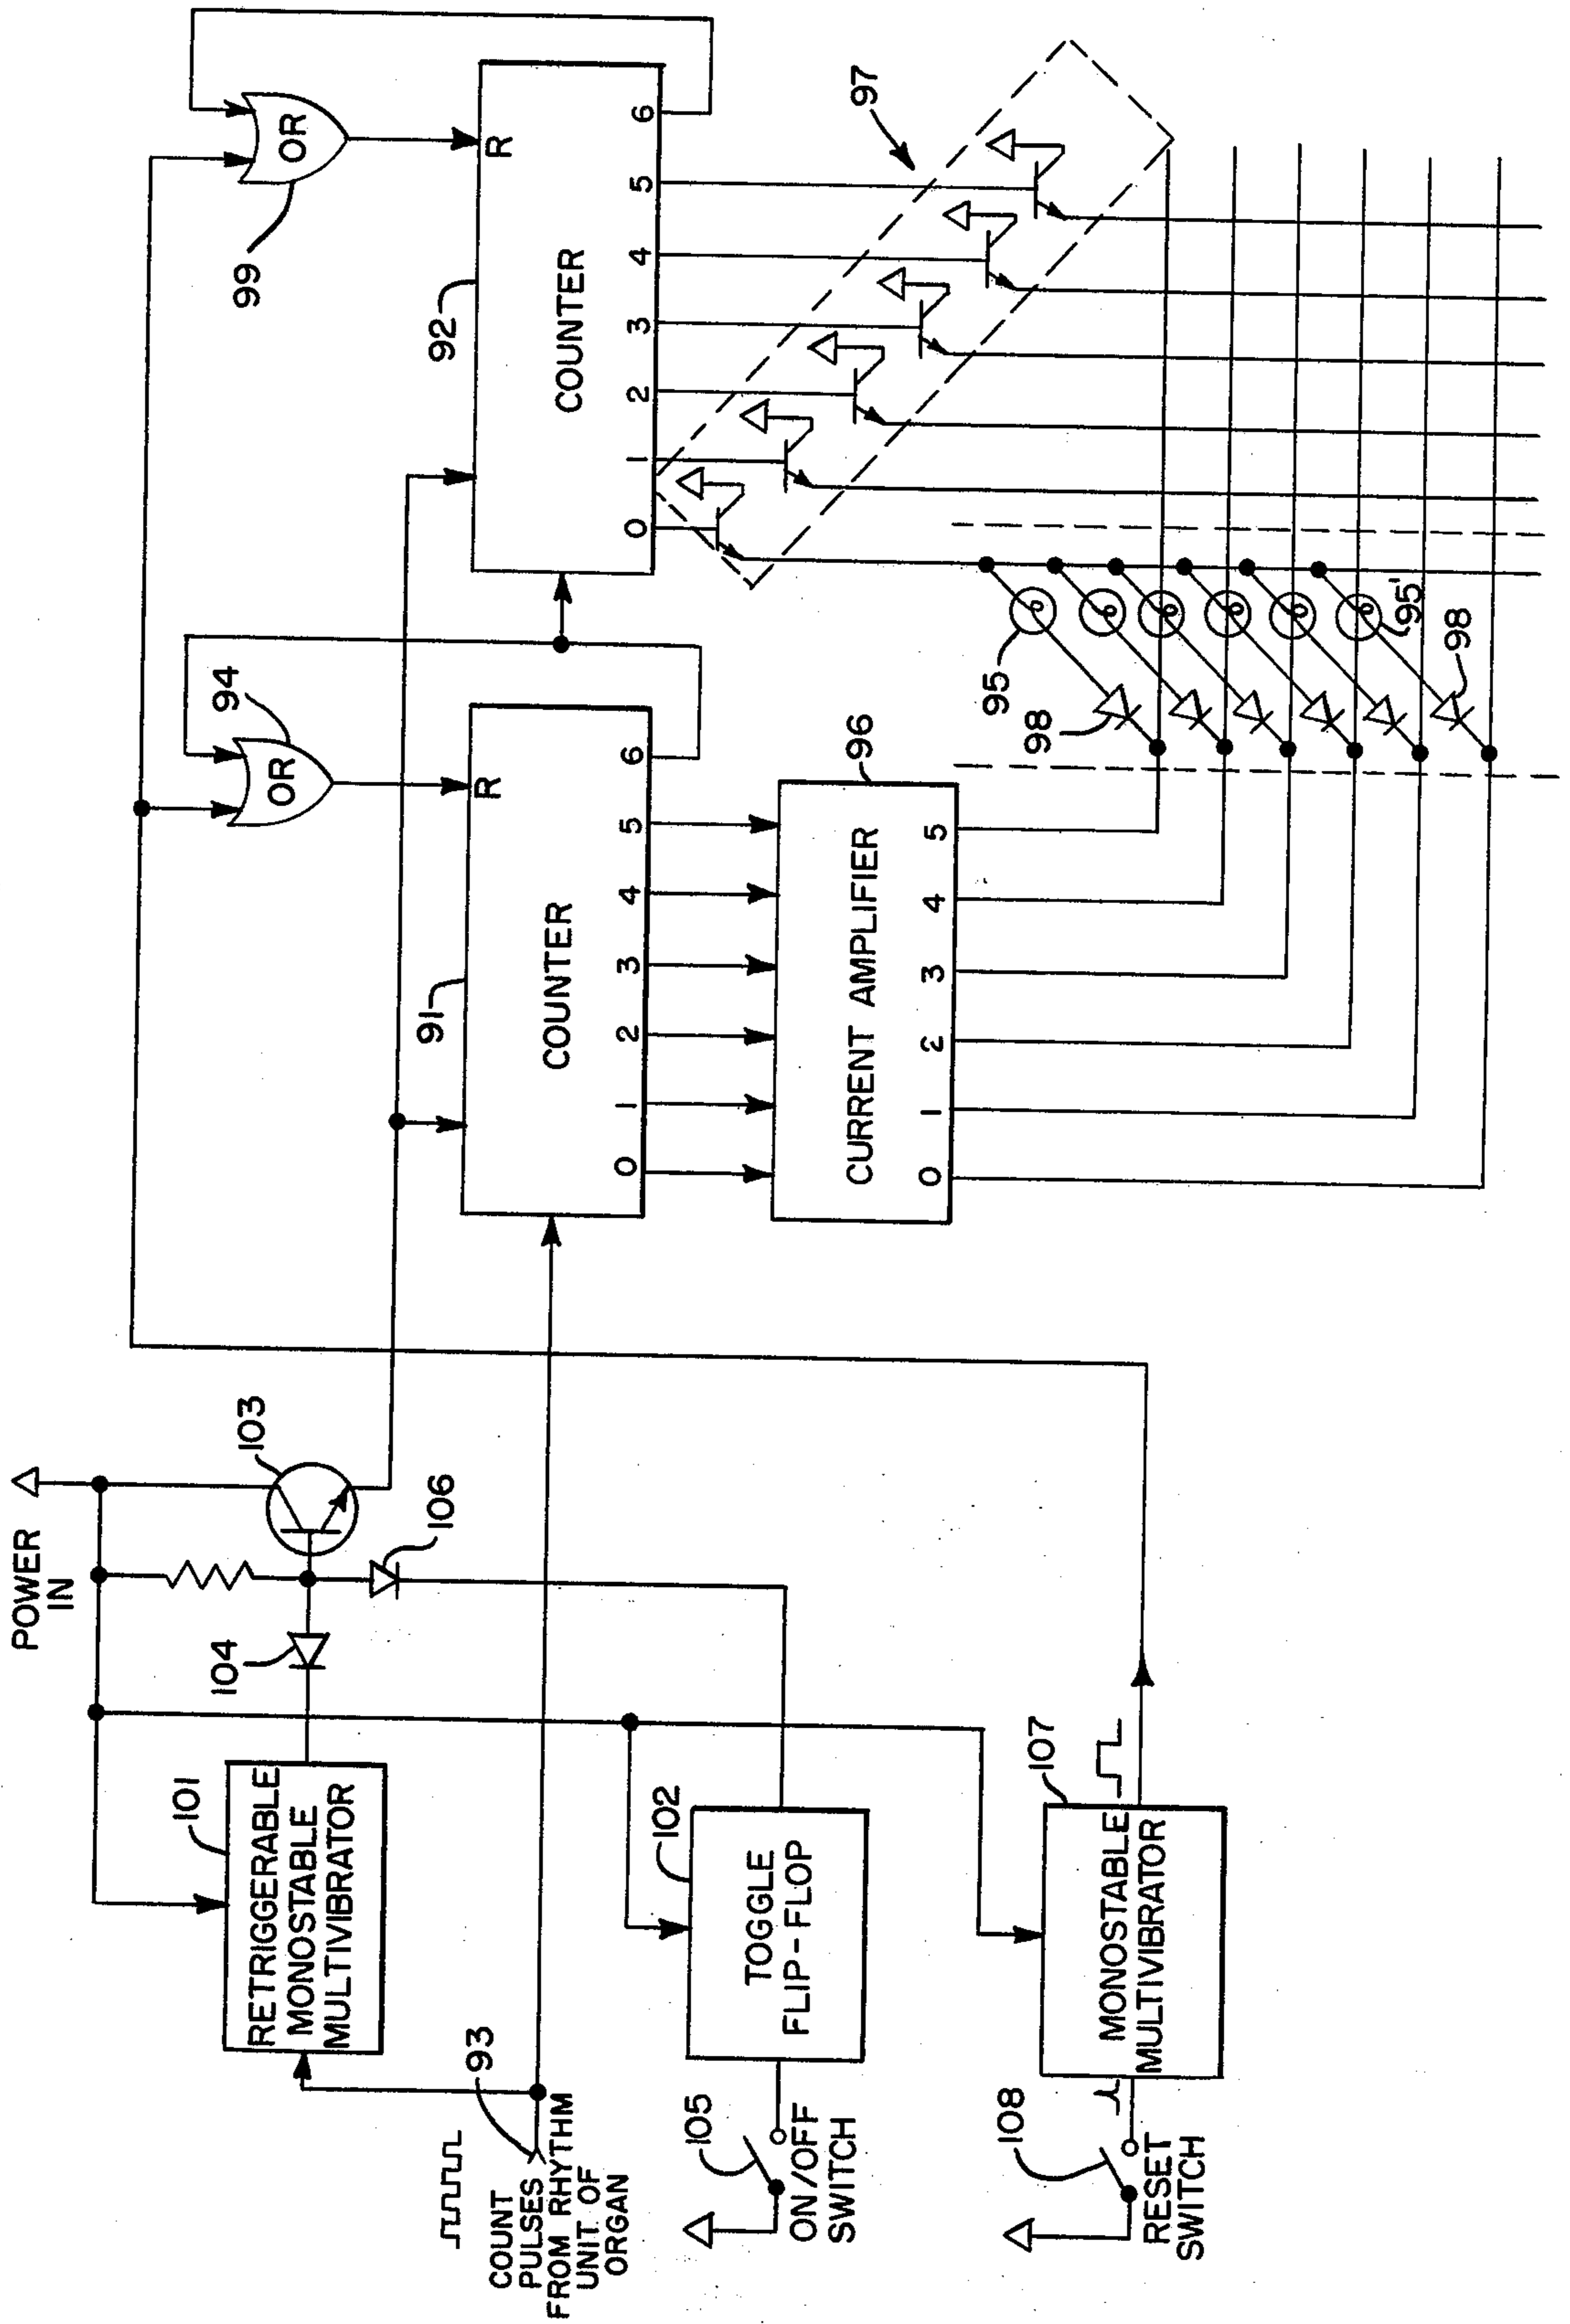 POWER
IN
103
104
106
101
RETRIGGERABLE
MONOSTABLE
MULTIVIBRATOR
93
COUNT
PULSES
FROM RHYTHM
UNIT OF
ORGAN
102
TOGGLE
FLIP-FLOP
105
ON/OFF
SWITCH
107
MONOSTABLE
MULTIVIBRATOR
108
RESET
SWITCH
94
OR
91
R
COUNTER
0 1 2 3 4 5 6
96
CURRENT AMPLIFIER
0 1 2 3 4 5
99
OR
92
R
COUNTER
0 1 2 3 4 5 6
97
95
98
95'
98